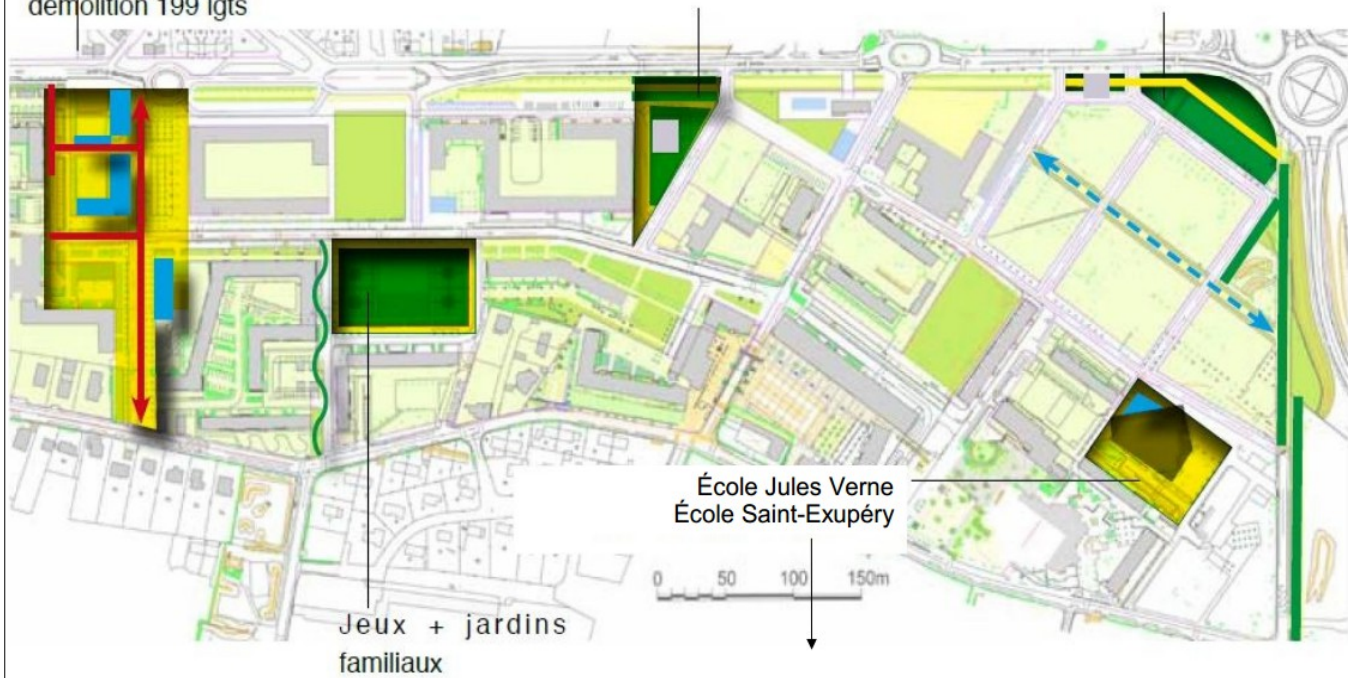 démolition 199 lgts
École Jules Verne
École Saint-Exupéry
0 50 100 150m
Jeux + jardins
familiaux